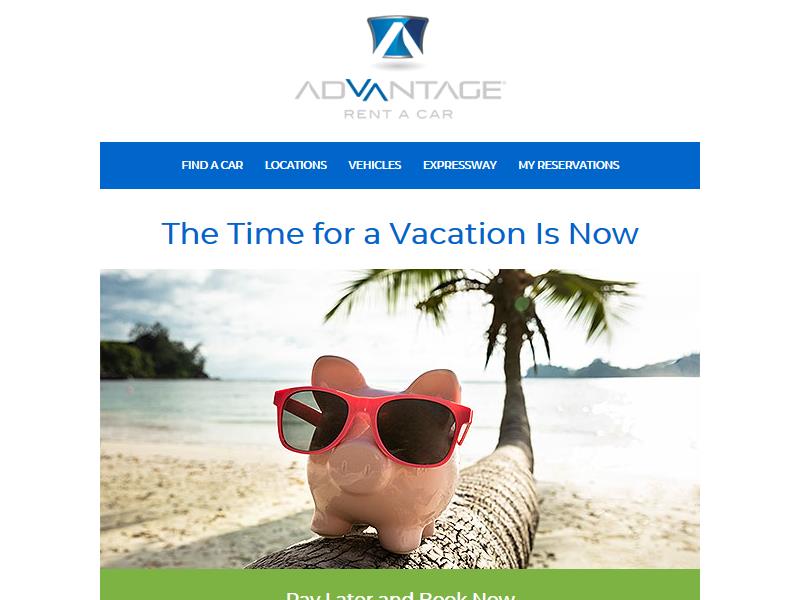 ADVANTAGE
RENT A CAR
FIND A CAR LOCATIONS VEHICLES EXPRESSWAY MY RESERVATIONS
The Time for a Vacation Is Now
Pay Later and Book Now